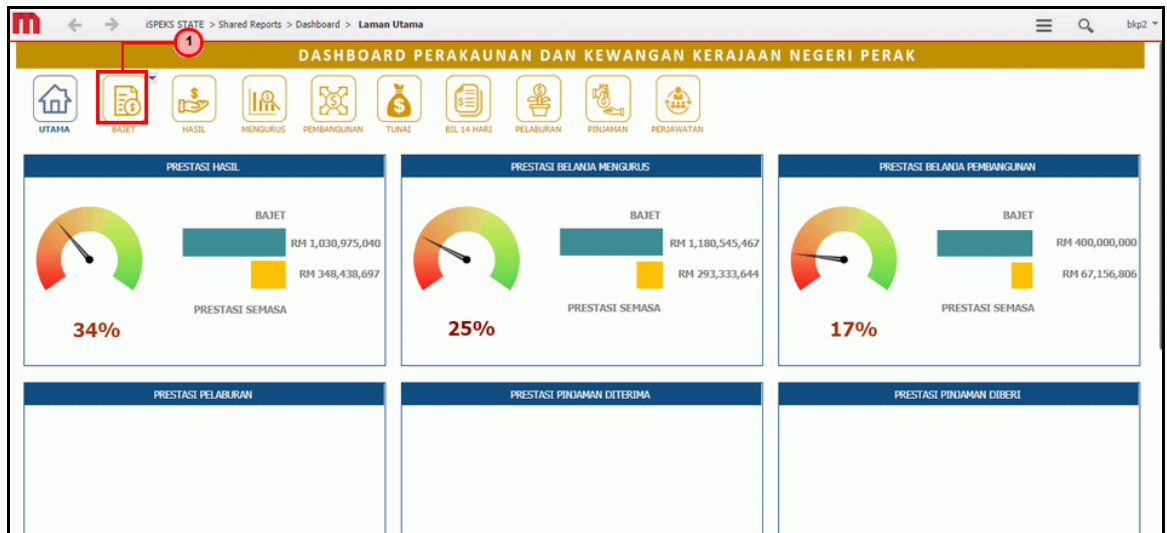 iSPEKS STATE > Shared Reports > Dashboard > Laman Utama
bkp2
1
DASHBOARD PERAKAUNAN DAN KEWANGAN KERAJAAN NEGERI PERAK
UTAMA BAJET HASIL MENGURUS PEMBANGUNAN TUNAI BIL 14 HARI PELABURAN PINJAMAN PERJAWATAN
PRESTASI HASIL
BAJET
RM 1,030,975,040
RM 348,438,697
PRESTASI SEMASA
34%
PRESTASI BELANJA MENGURUS
BAJET
RM 1,180,545,467
RM 293,333,644
PRESTASI SEMASA
25%
PRESTASI BELANJA PEMBANGUNAN
BAJET
RM 400,000,000
RM 67,156,806
PRESTASI SEMASA
17%
PRESTASI PELABURAN
PRESTASI PINJAMAN DITERIMA
PRESTASI PINJAMAN DIBERI